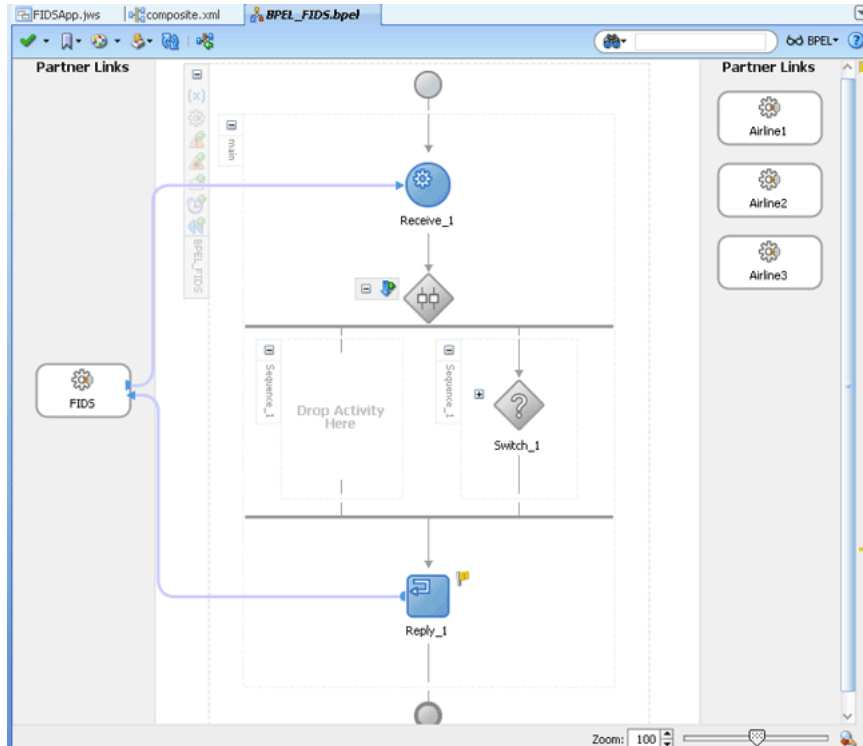 FIDSApp.jws
composite.xml
BPEL_FIDS.bpel
BPEL
Partner Links
Partner Links
main
BPEL_FIDS
Receive_1
Airline1
Airline2
Airline3
FIDS
Sequence_1
Drop Activity
Here
Sequence_1
Switch_1
Reply_1
Zoom: 100